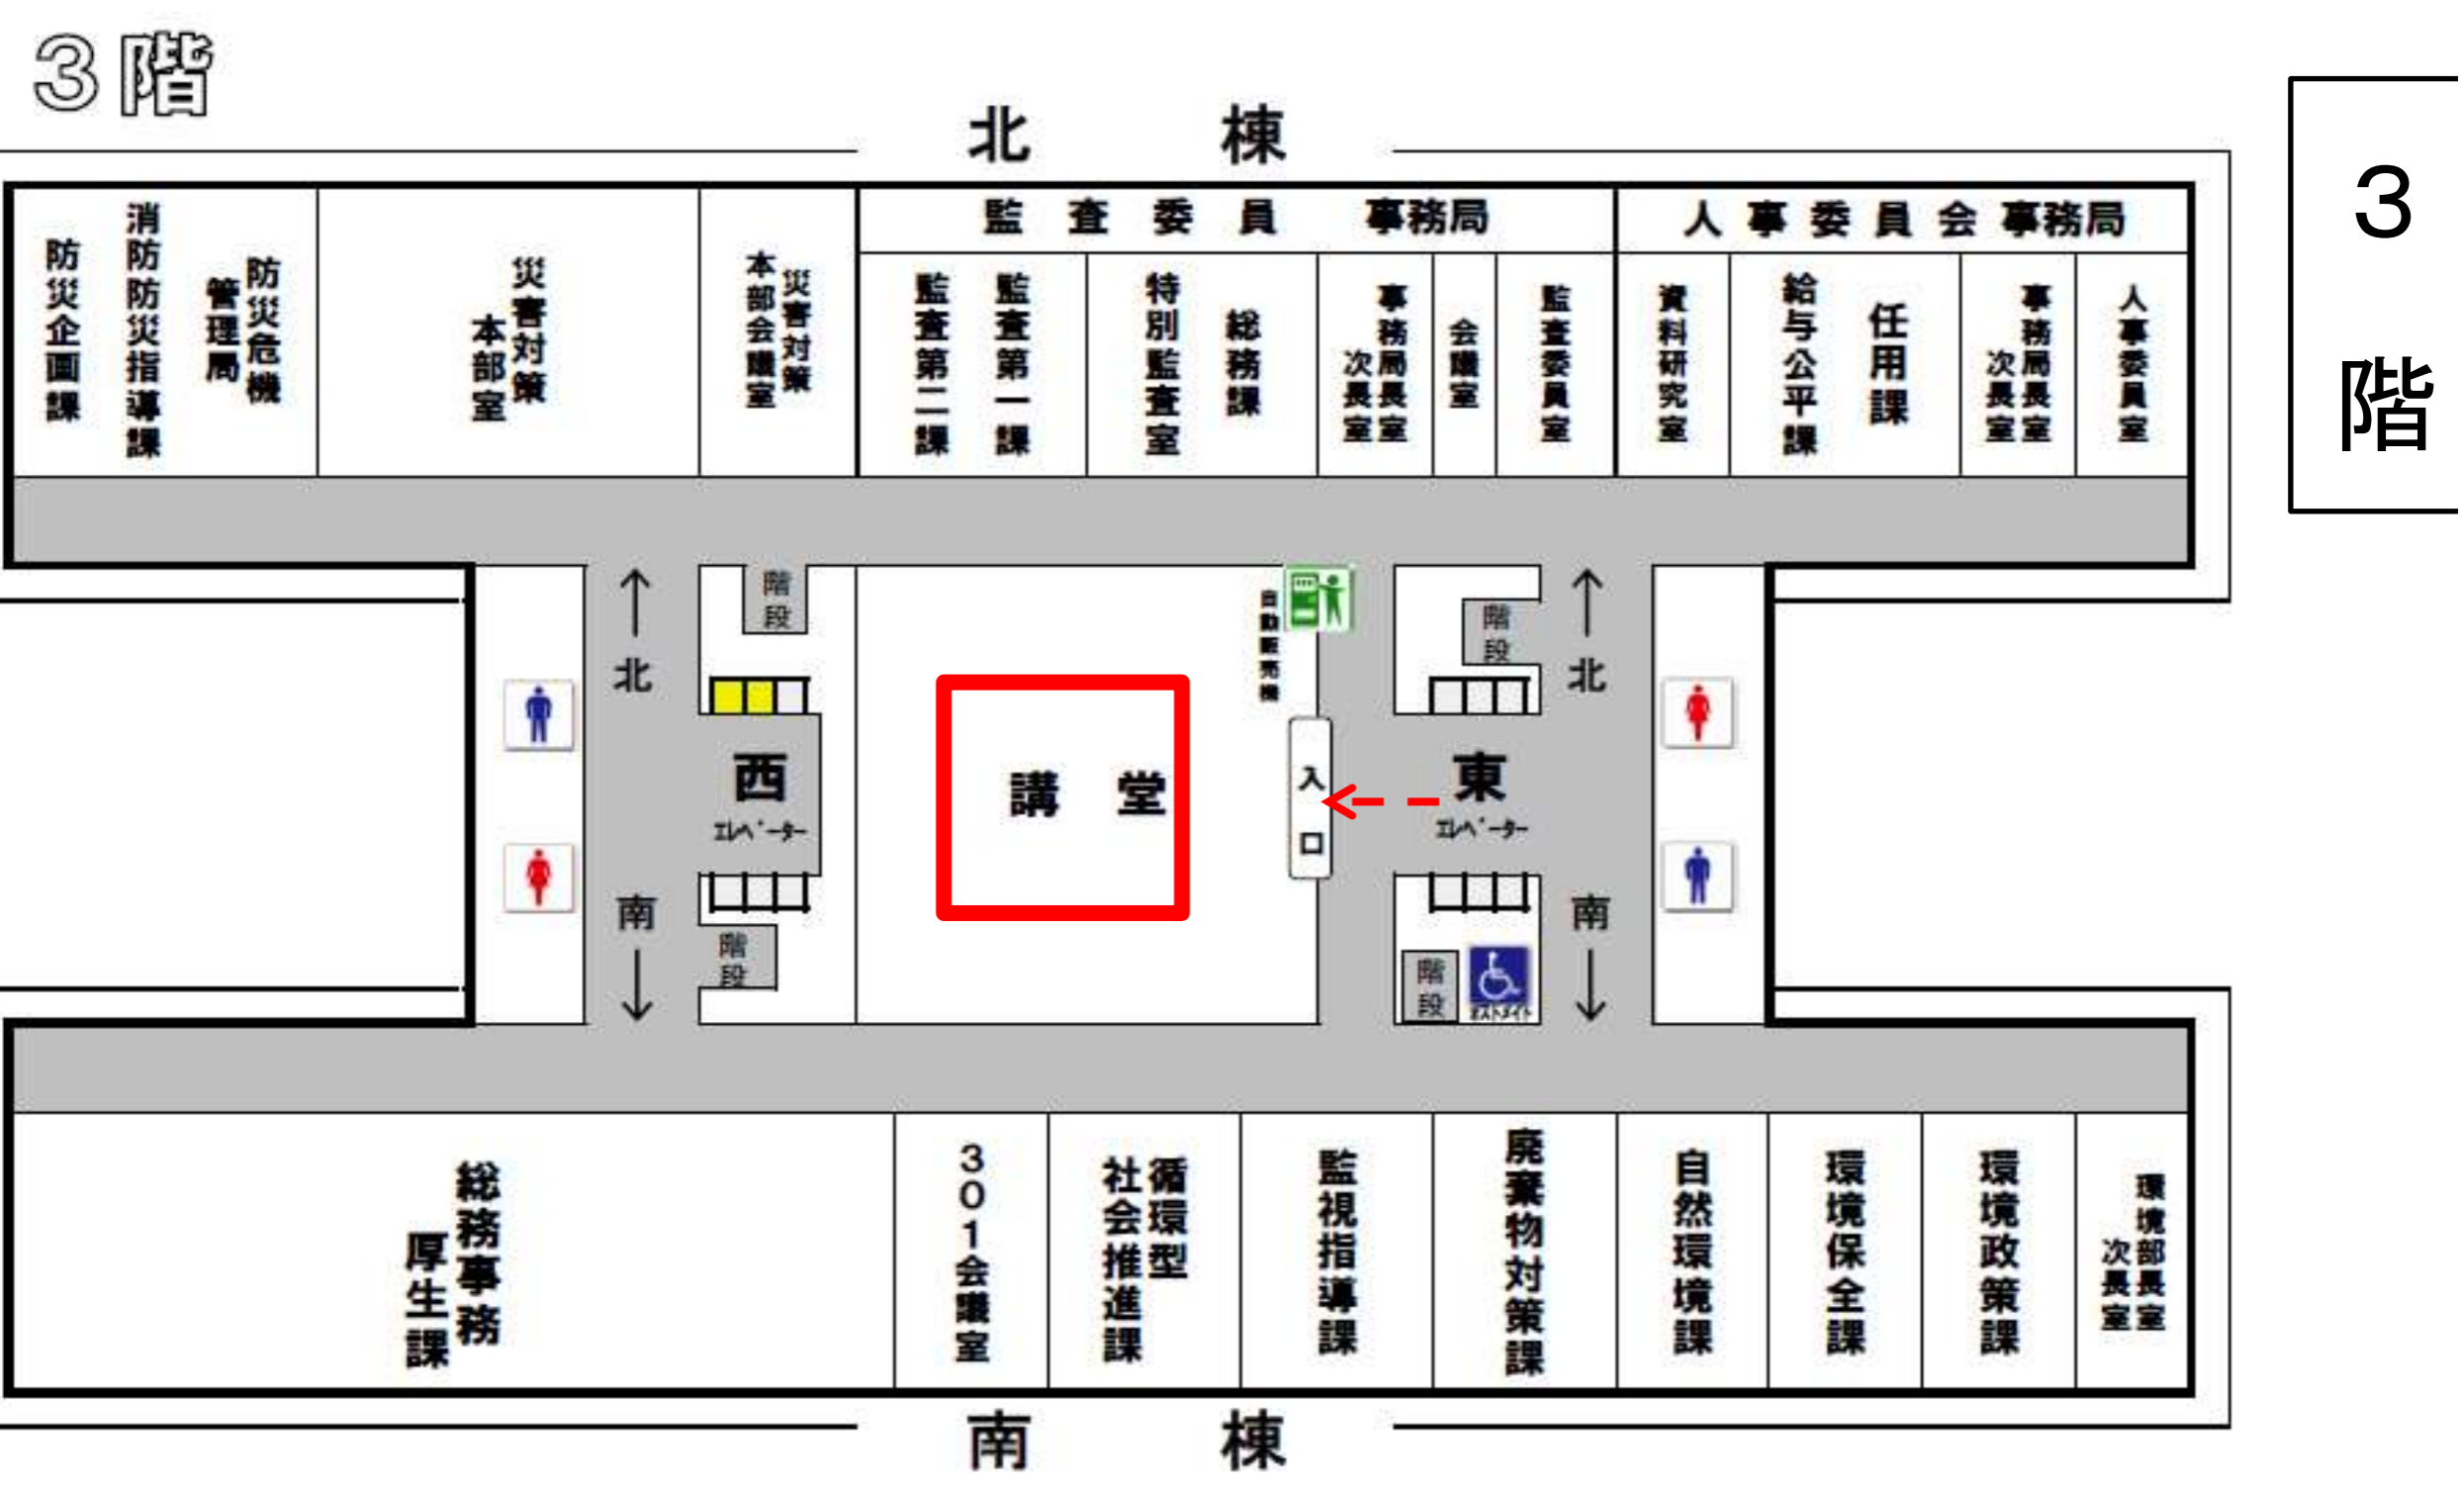 ３階
北棟
３階
監査委員事務局
人事委員会事務局
防災企画課
消防防災指導課
防災危機
管理局
災害対策
本部室
災害対策
本部会議室
監査第二課
監査第一課
特別監査室
総務課
事務局長室
次長室
会議室
監査委員室
資料研究室
給与公平課
任用課
事務局長室
次長室
人事委員室
階段
自動販売機
階段
北
北
西
エレベーター
講堂
入口
東
エレベーター
南
南
階段
階段
オストメイト
総務事務
厚生課
３０１会議室
循環型
社会推進課
監視指導課
廃棄物対策課
自然環境課
環境保全課
環境政策課
環境部長室
次長室
南棟